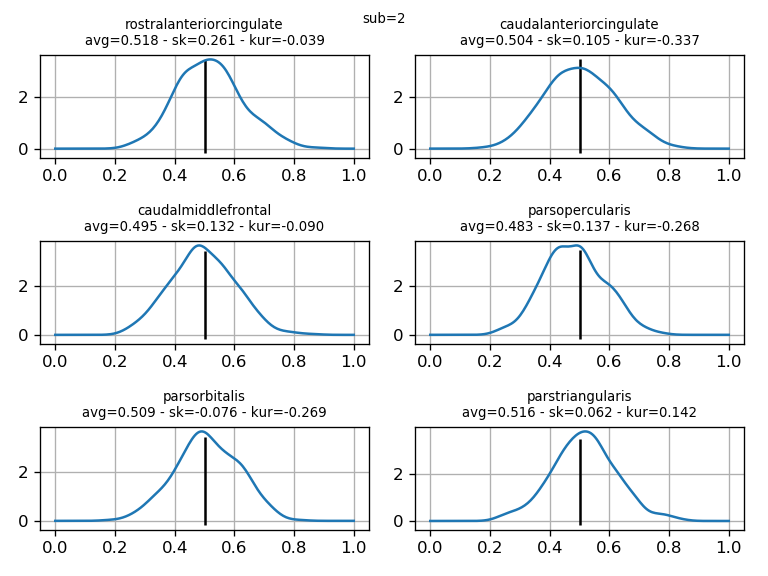 sub=2
rostralanteriorcingulate
avg=0.518 - sk=0.261 - kur=-0.039
2
0
0.0 0.2 0.4 0.6 0.8 1.0
caudalanteriorcingulate
avg=0.504 - sk=0.105 - kur=-0.337
2
0
0.0 0.2 0.4 0.6 0.8 1.0
caudalmiddlefrontal
avg=0.495 - sk=0.132 - kur=-0.090
2
0
0.0 0.2 0.4 0.6 0.8 1.0
parsopercularis
avg=0.483 - sk=0.137 - kur=-0.268
2
0
0.0 0.2 0.4 0.6 0.8 1.0
parsorbitalis
avg=0.509 - sk=-0.076 - kur=-0.269
2
0
0.0 0.2 0.4 0.6 0.8 1.0
parstriangularis
avg=0.516 - sk=0.062 - kur=0.142
2
0
0.0 0.2 0.4 0.6 0.8 1.0